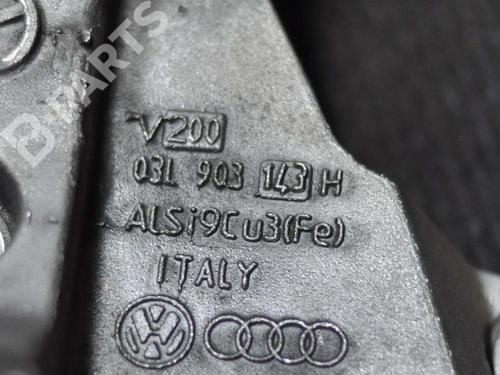 B-PARTS
V200
03L 903 143 H
ALSi9Cu3(Fe)
ITALY